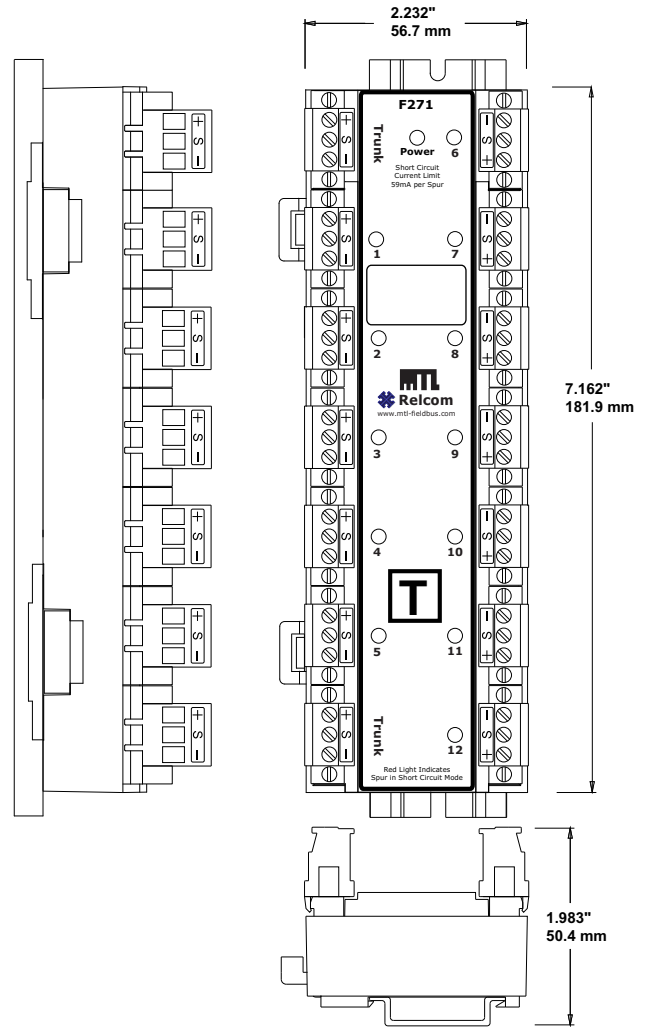 2.232"
56.7 mm
F271
Trunk
Power
6
Short Circuit
Current Limit
59mA per Spur
1
7
2
8
MTL
Relcom
www.mtl-fieldbus.com
3
9
4
10
T
5
11
Trunk
12
Red Light Indicates
Spur in Short Circuit Mode
7.162"
181.9 mm
1.983"
50.4 mm
+ S -
+ S -
+ S -
+ S -
+ S -
+ S -
+ S -
+ S -
+ S -
+ S -
+ S -
+ S -
+ S -
+ S -
- S +
- S +
- S +
- S +
- S +
- S +
- S +